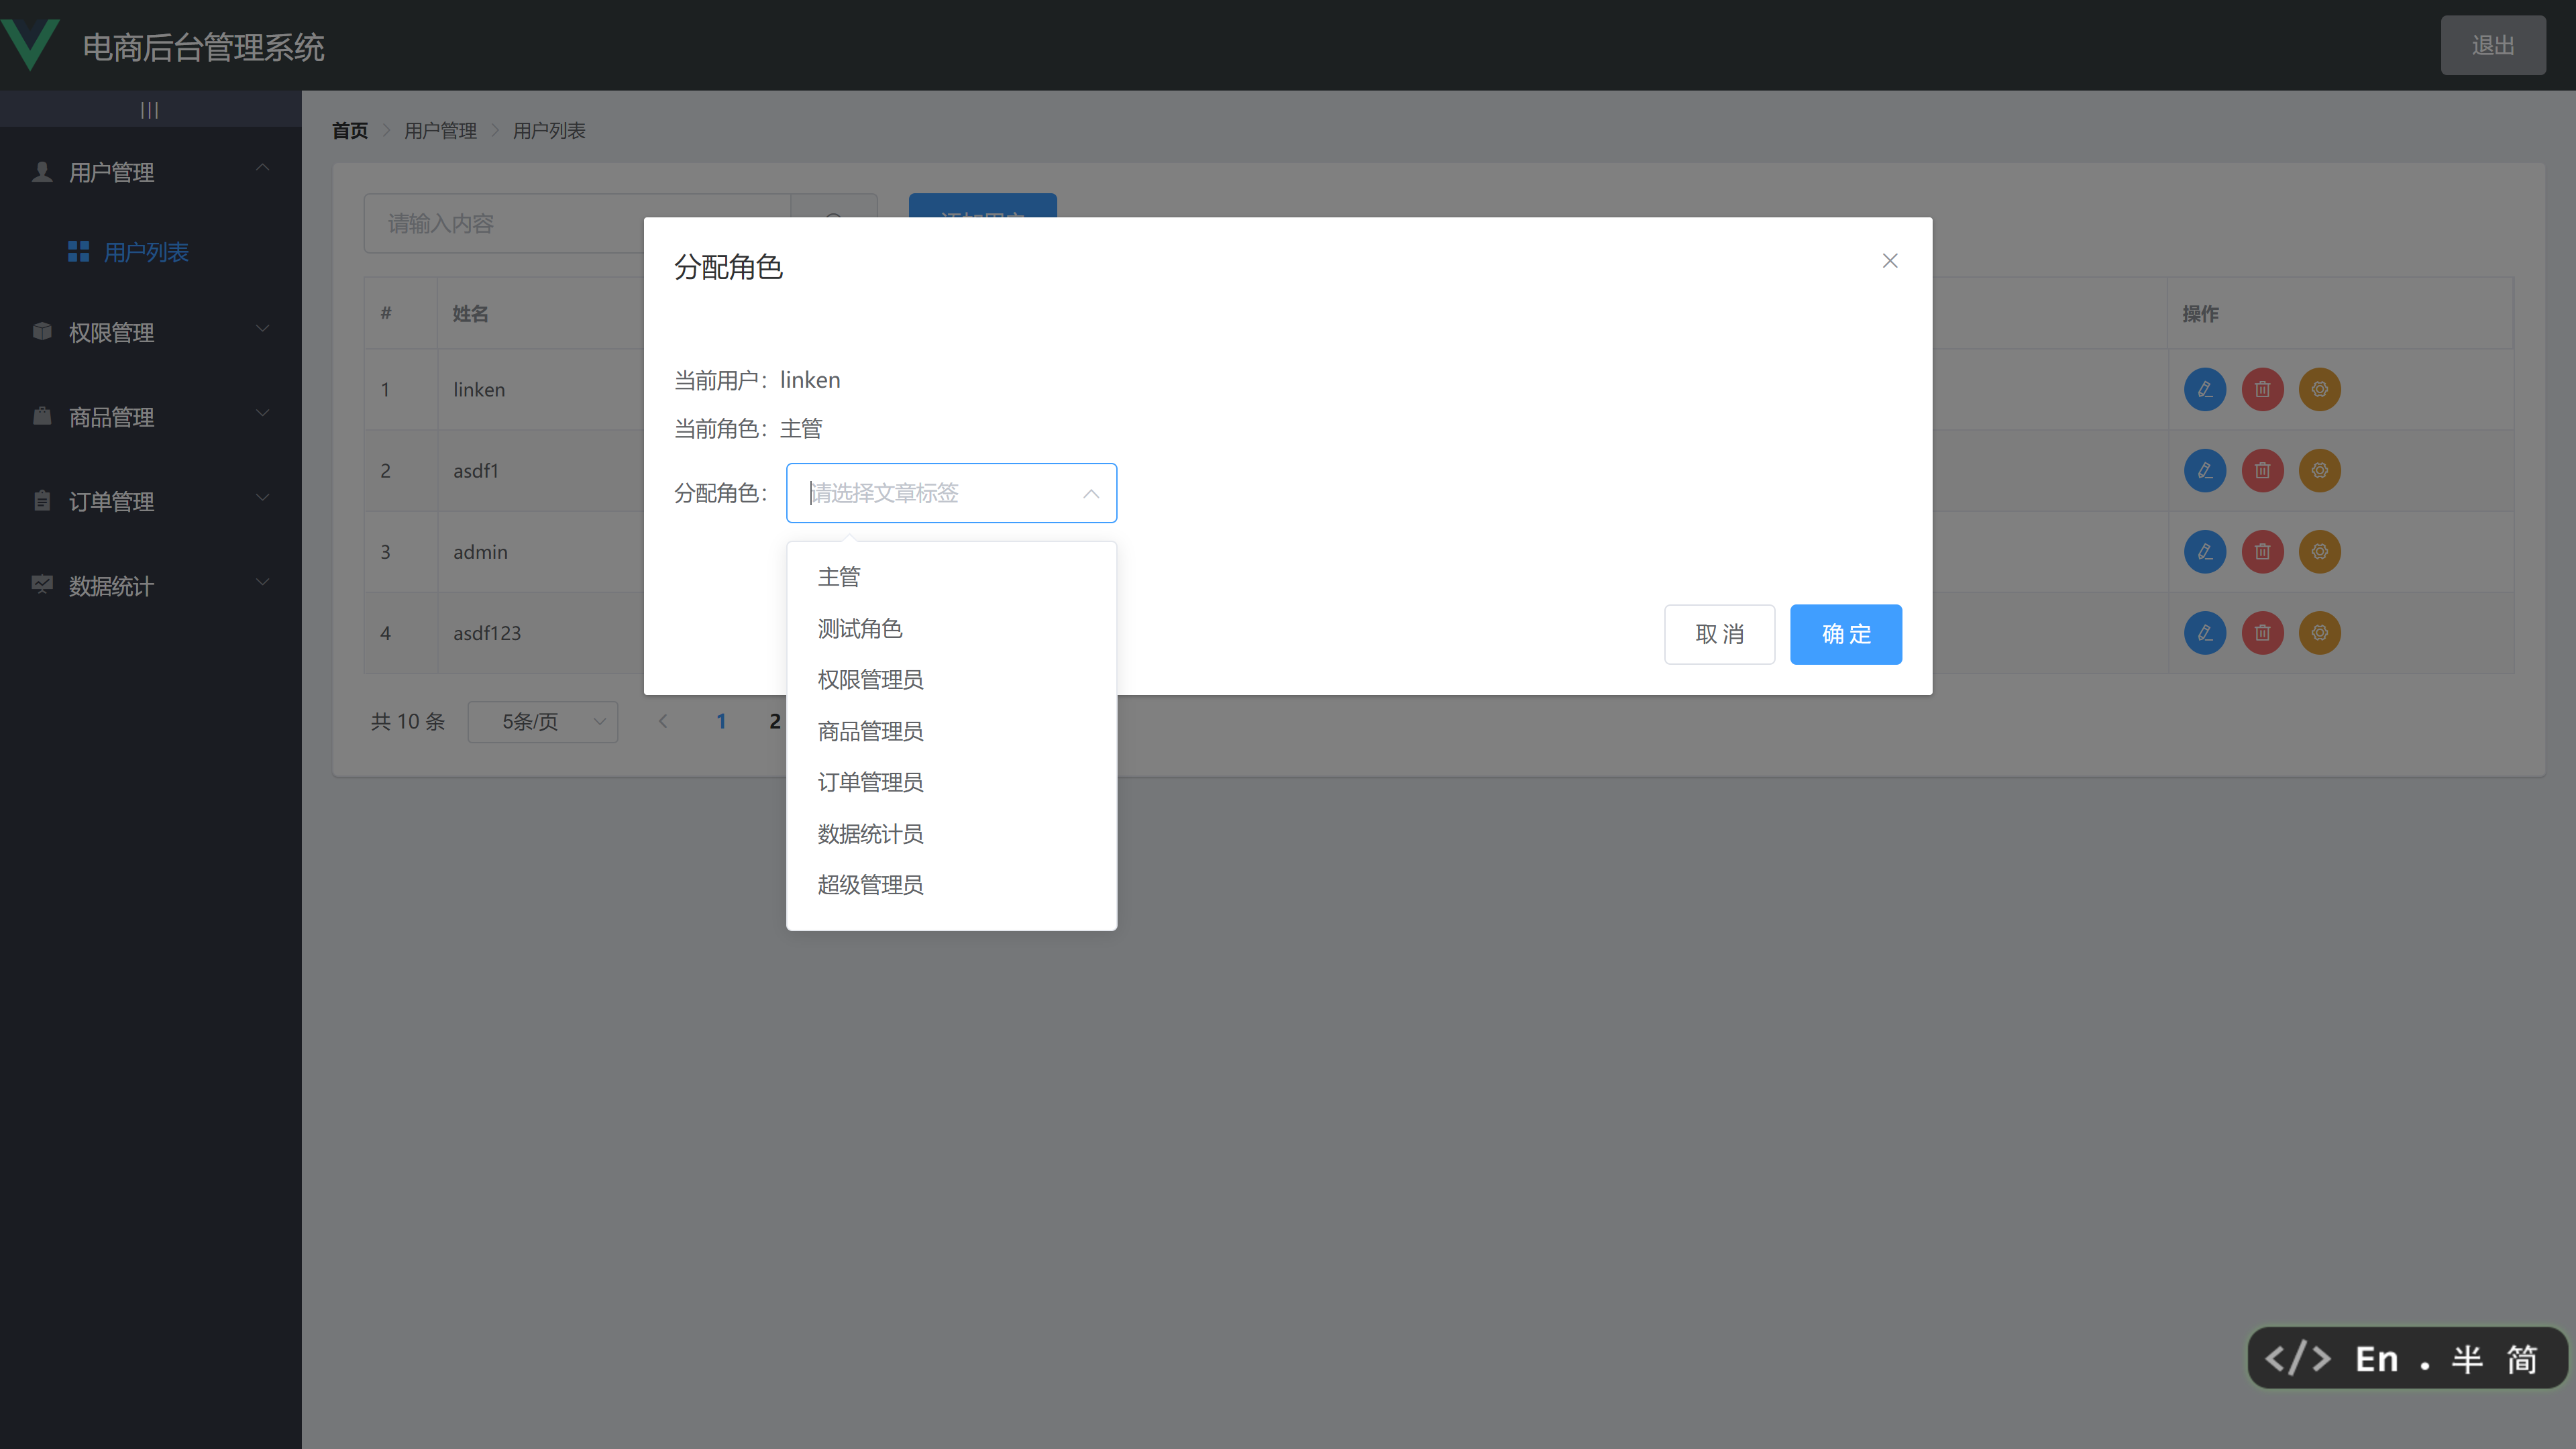 电商后台管理系统
退出
|||
首页
用户管理
用户列表
用户管理
用户列表
权限管理
商品管理
订单管理
数据统计
请输入内容
#
姓名
操作
1
linken
2
asdf1
3
admin
4
asdf123
共 10 条
5条/页
1
2
分配角色
当前用户：linken
当前角色：主管
分配角色：
请选择文章标签
主管
测试角色
权限管理员
商品管理员
订单管理员
数据统计员
超级管理员
取 消
确 定
</> En . 半 简